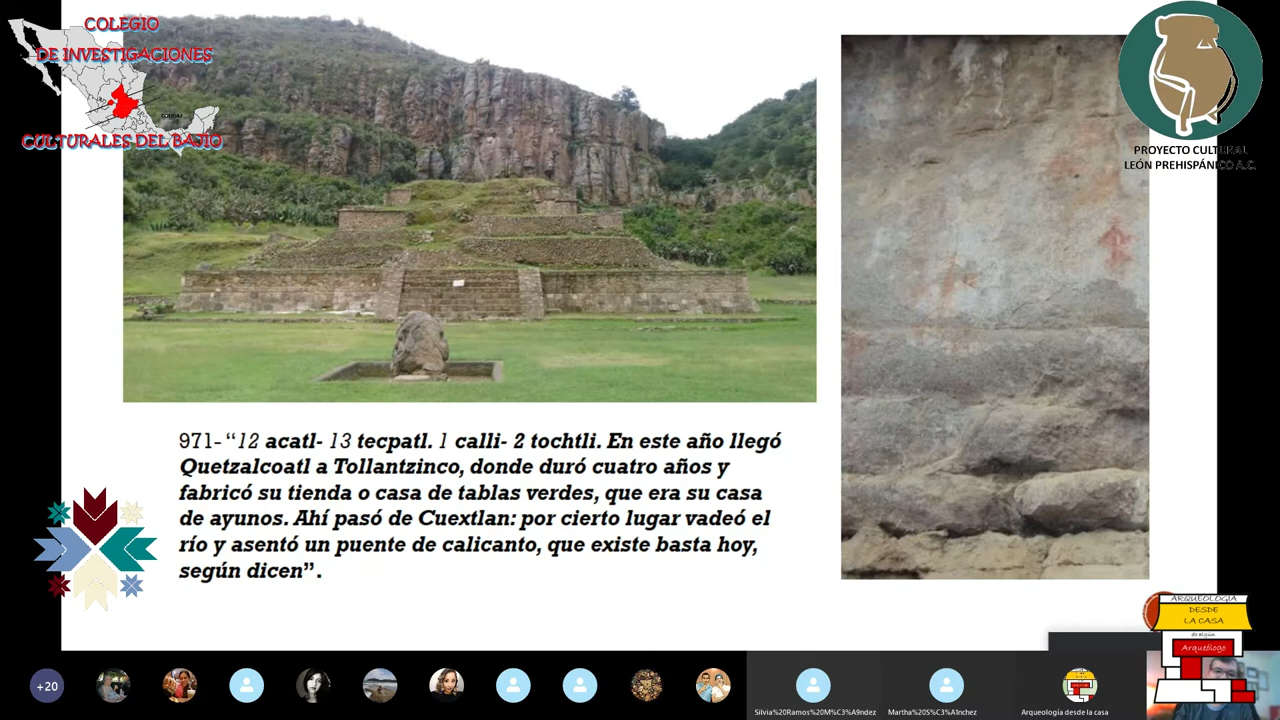 COLEGIO
DE INVESTIGACIONES
CULTURALES DEL BAJÍO
PROYECTO CULTURAL
LEÓN PREHISPÁNICO A.C.
971- “12 acatl- 13 tecpatl. 1 calli- 2 tochtli. En este año llegó
Quetzalcoatl a Tollantzinco, donde duró cuatro años y
fabricó su tienda o casa de tablas verdes, que era su casa
de ayunos. Ahí pasó de Cuextlan: por cierto lugar vadeó el
río y asentó un puente de calicanto, que existe basta hoy,
según dicen”.
ARQUEOLOGÍA
DESDE
LA CASA
de algún
Arqueólogo
+20
Silvia%20Ramos%20M%C3%A9ndez
Martha%20S%C3%A1nchez
Arqueología desde la casa